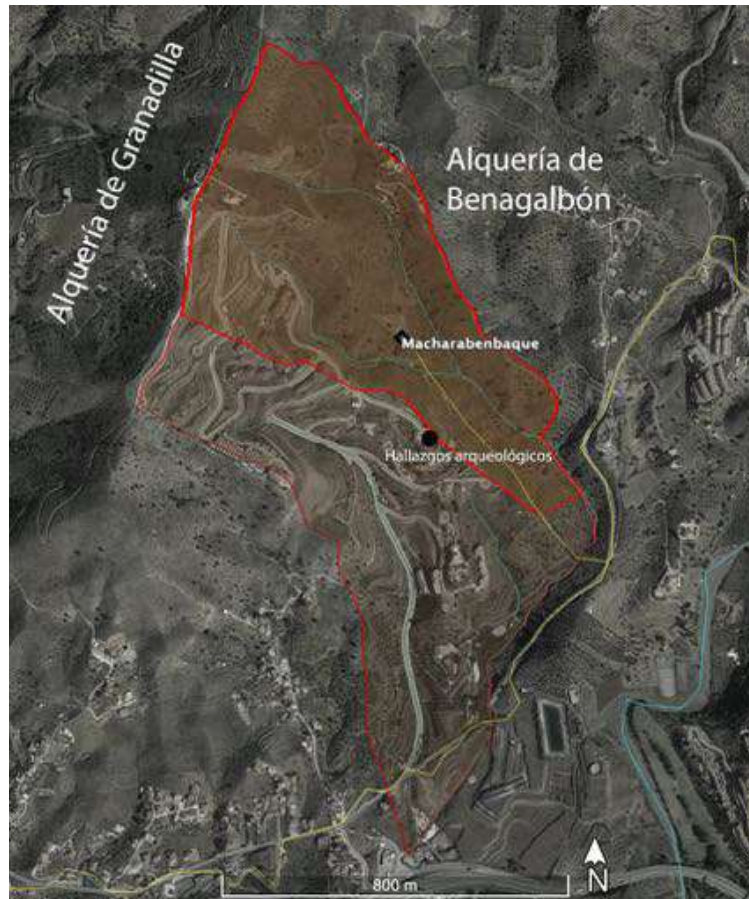 Alquería de Granadilla
Alquería de
Benagalbón
Macharabenbaque
Hallazgos arqueológicos
800 m
N